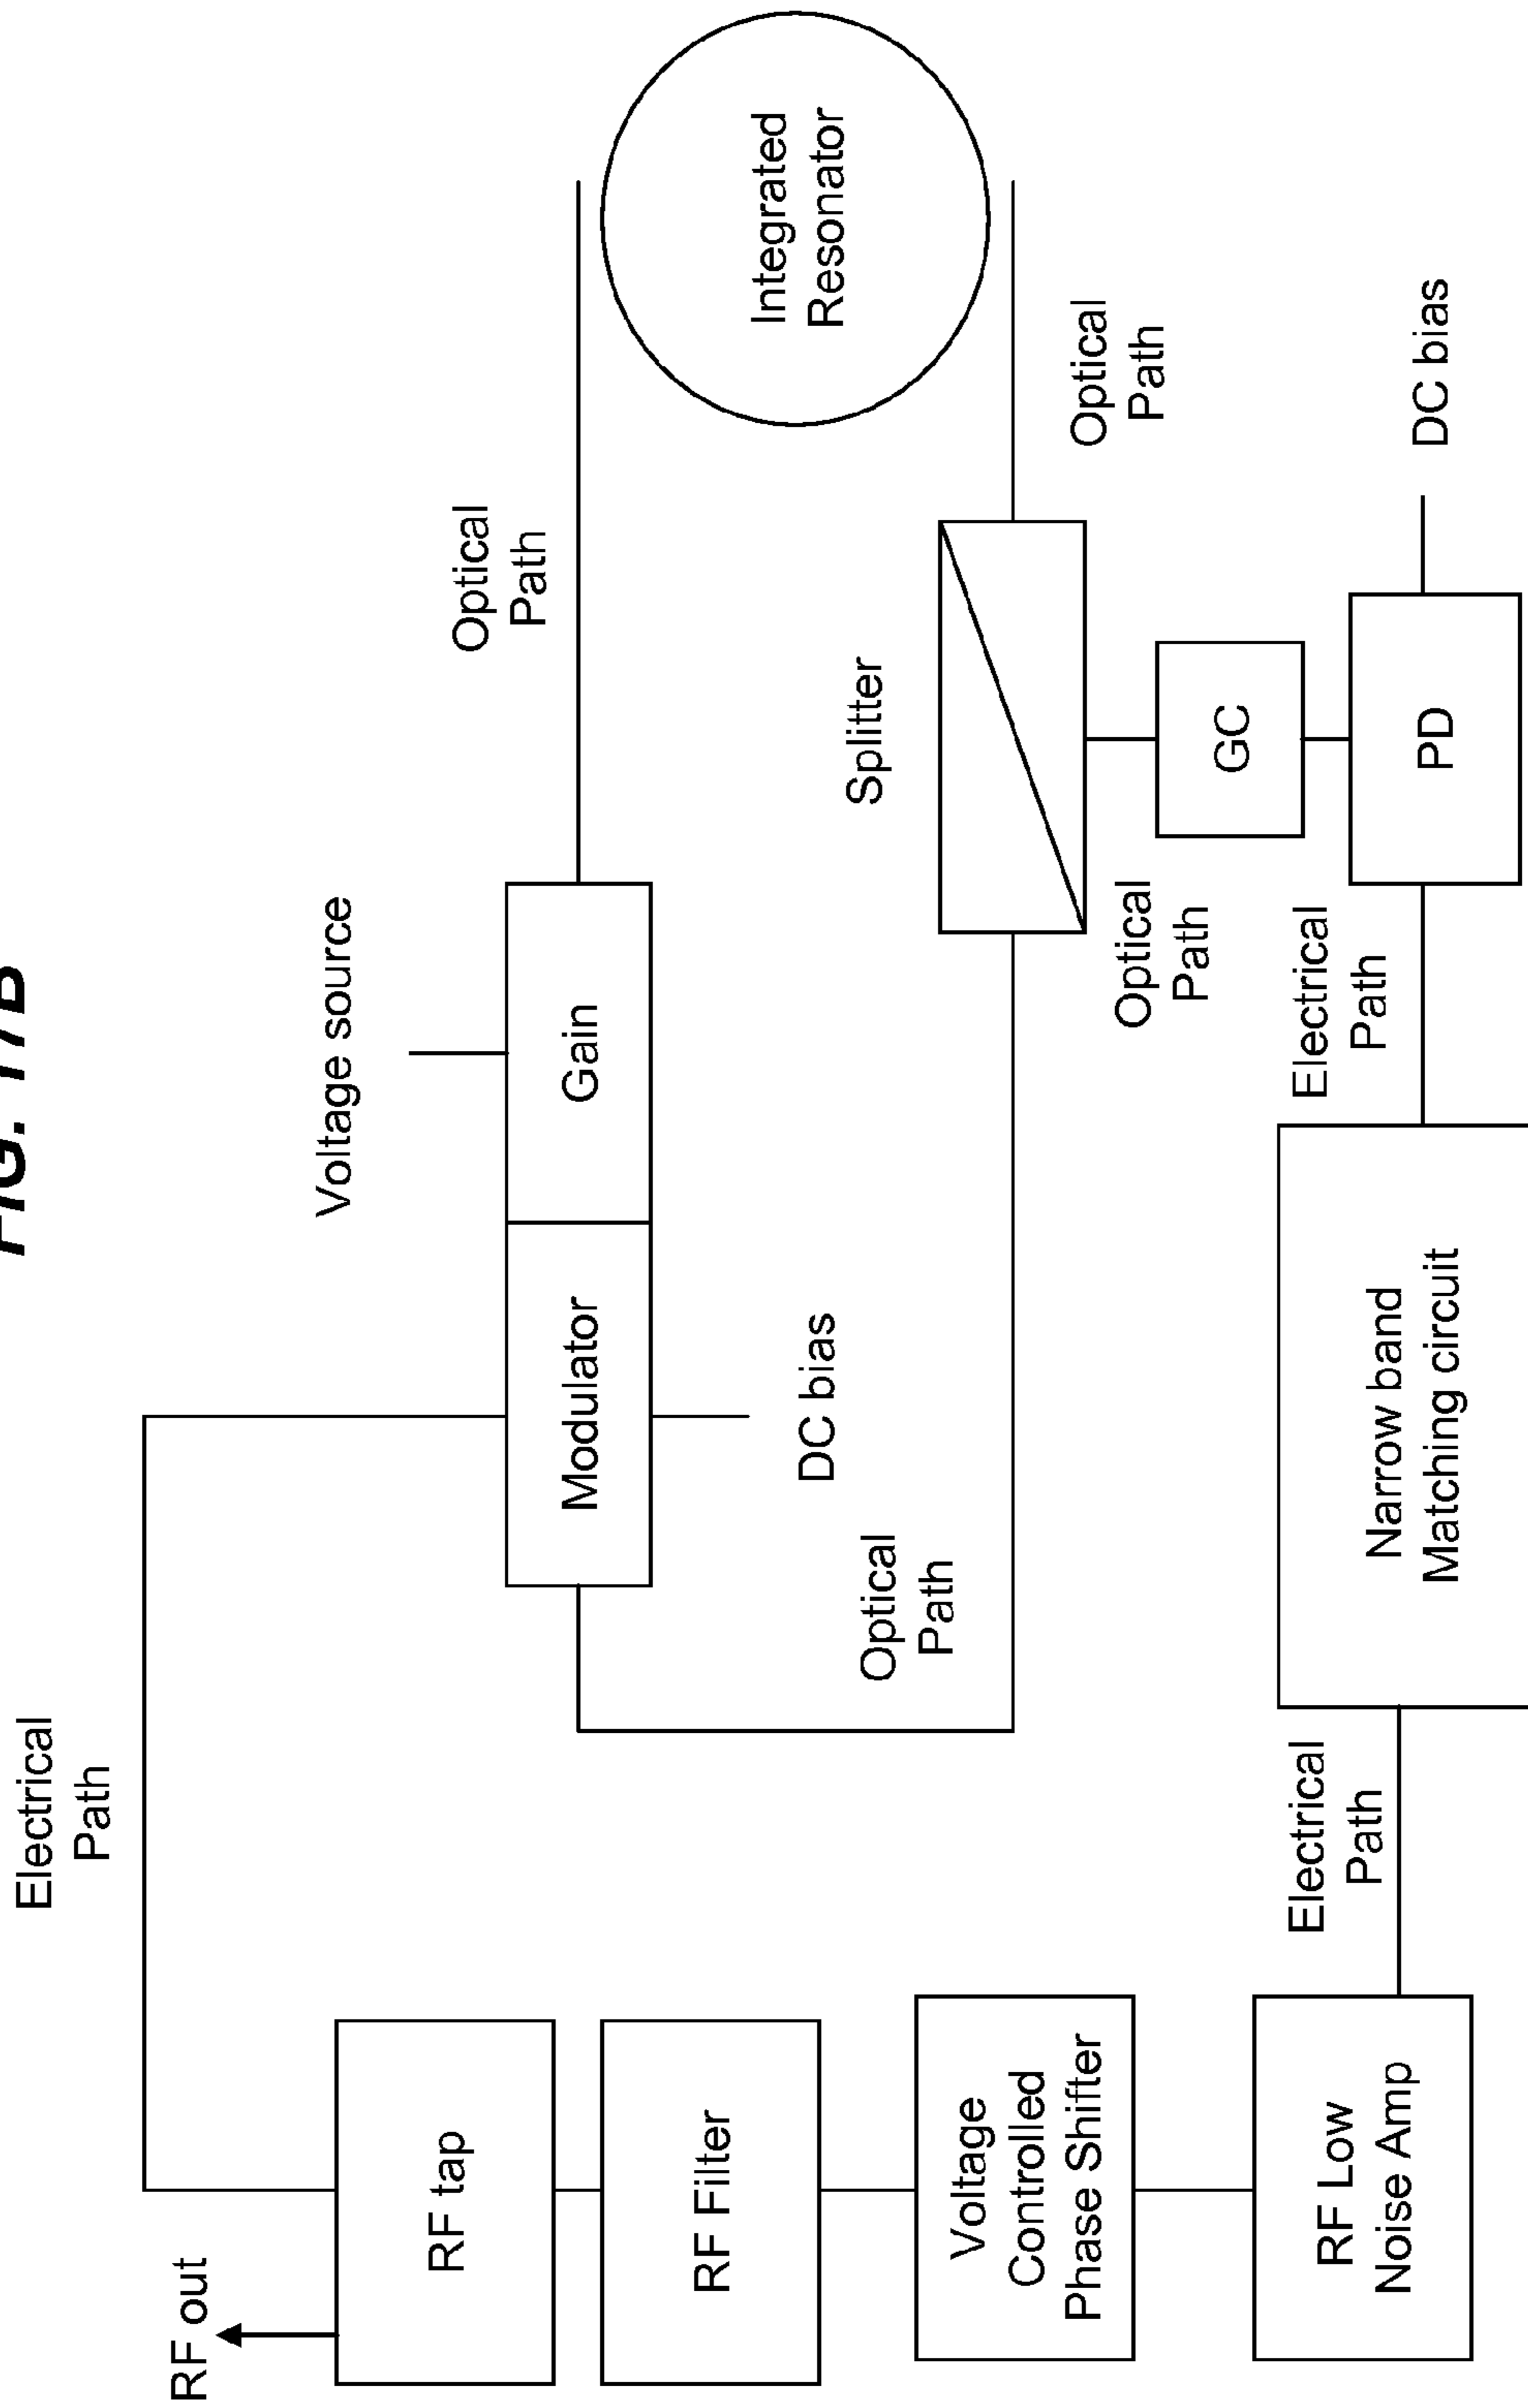 FIG.
Electrical
Path
RF out
Voltage source
RF tap
Optical
Path
Modulator
Gain
RF Filter
DC bias
Integrated
Resonator
Optical
Path
Splitter
Voltage
Controlled
Phase Shifter
Optical
Path
Optical
Path
GC
Electrical
Path
Electrical
Path
RF Low
Noise Amp
Narrow band
Matching circuit
PD
DC bias